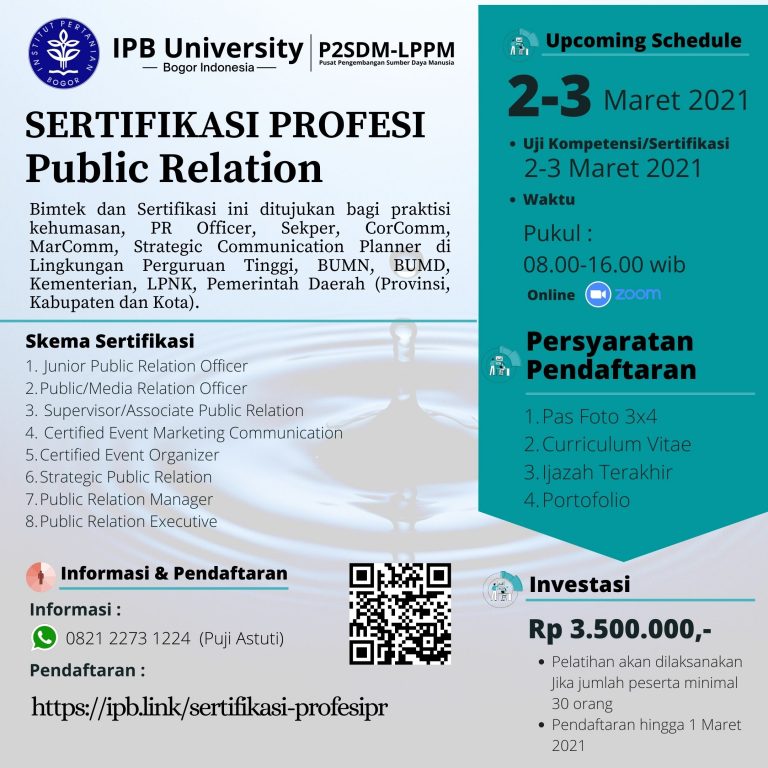 INSTITUT PERTANIAN
BOGOR
IPB University
Bogor Indonesia
P2SDM-LPPM
Pusat Pengembangan Sumber Daya Manusia
SERTIFIKASI PROFESI
Public Relation
Bimtek dan Sertifikasi ini ditujukan bagi praktisi
kehumasan, PR Officer, Sekper, CorComm,
MarComm, Strategic Communication Planner di
Lingkungan Perguruan Tinggi, BUMN, BUMD,
Kementerian, LPNK, Pemerintah Daerah (Provinsi,
Kabupaten dan Kota).
Skema Sertifikasi
1. Junior Public Relation Officer
2. Public/Media Relation Officer
3. Supervisor/Associate Public Relation
4. Certified Event Marketing Communication
5. Certified Event Organizer
6. Strategic Public Relation
7. Public Relation Manager
8. Public Relation Executive
Informasi & Pendaftaran
Informasi :
0821 2273 1224 (Puji Astuti)
Pendaftaran :
https://ipb.link/sertifikasi-profesipr
Upcoming Schedule
2-3 Maret 2021
• Uji Kompetensi/Sertifikasi
2-3 Maret 2021
• Waktu
Pukul :
08.00-16.00 wib
Online zoom
Persyaratan
Pendaftaran
1. Pas Foto 3x4
2. Curriculum Vitae
3. Ijazah Terakhir
4. Portofolio
Investasi
Rp 3.500.000,-
• Pelatihan akan dilaksanakan
Jika jumlah peserta minimal
30 orang
• Pendaftaran hingga 1 Maret
2021